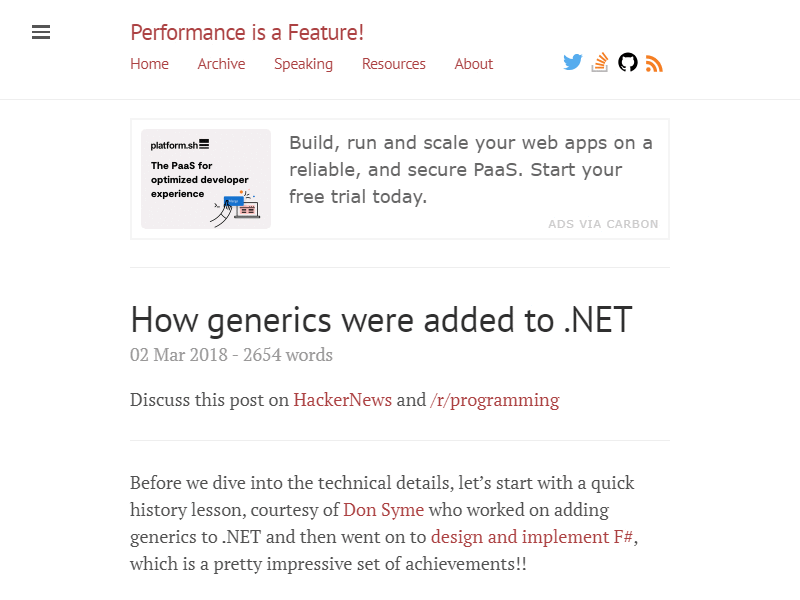 Performance is a Feature!
Home Archive Speaking Resources About
platform.sh
The PaaS for
optimized developer
experience
Build, run and scale your web apps on a
reliable, and secure PaaS. Start your
free trial today.
ADS VIA CARBON
How generics were added to .NET
02 Mar 2018 - 2654 words
Discuss this post on HackerNews and /r/programming
Before we dive into the technical details, let’s start with a quick
history lesson, courtesy of Don Syme who worked on adding
generics to .NET and then went on to design and implement F#,
which is a pretty impressive set of achievements!!